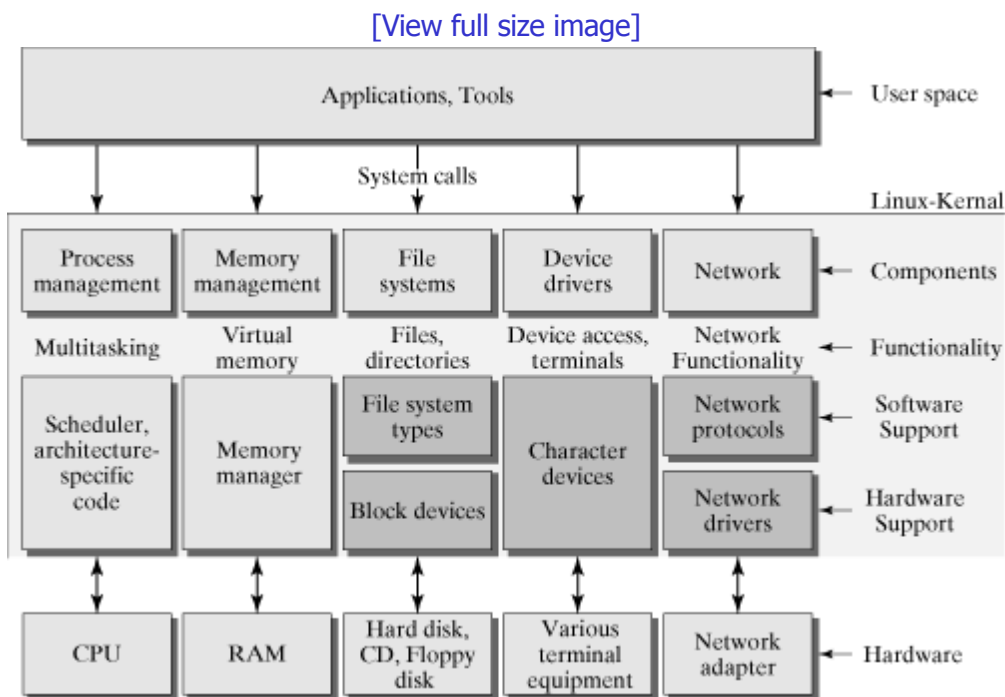 [View full size image]
Applications, Tools
User space
System calls
Linux-Kernal
Process
management
Memory
management
File
systems
Device
drivers
Network
Components
Multitasking
Virtual
memory
Files,
directories
Device access,
terminals
Network
Functionality
Functionality
Scheduler,
architecture-
specific
code
Memory
manager
File system
types
Block devices
Character
devices
Network
protocols
Network
drivers
Software
Support
Hardware
Support
CPU
RAM
Hard disk,
CD, Floppy
disk
Various
terminal
equipment
Network
adapter
Hardware